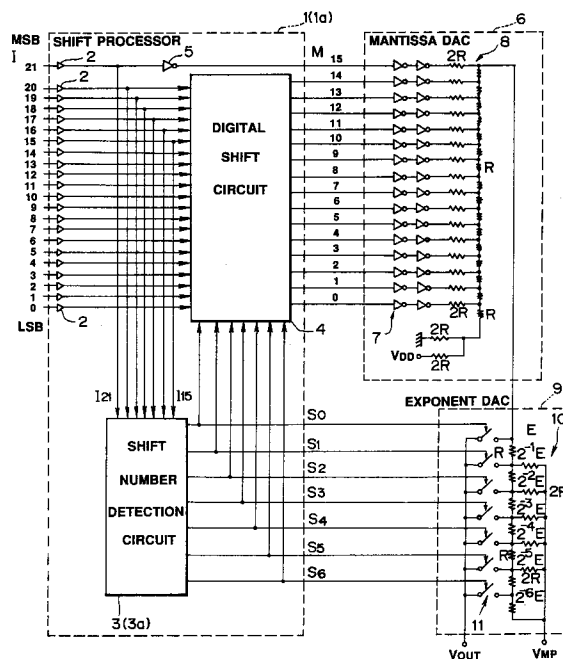 1(1a)
6
MSB
SHIFT PROCESSOR
5
M
MANTISSA DAC
8
I
2
15
2R
21
2
14
20
13
19
12
18
DIGITAL
11
17
16
10
15
SHIFT
9
14
R
13
8
12
CIRCUIT
7
11
6
10
9
5
8
4
7
3
6
5
2
4
1
3
2
0
2R
1
R
0
2
4
7
2R
LSB
VDD
2R
9
EXPONENT DAC
I21
I15
S0
E
10
SHIFT
S1
R
2-1E
S2
2-2E
2R
NUMBER
S3
2-3E
DETECTION
S4
2-4E
CIRCUIT
S5
R
2-5E
2R
S6
2-6E
3(3a)
11
VOUT
VMP